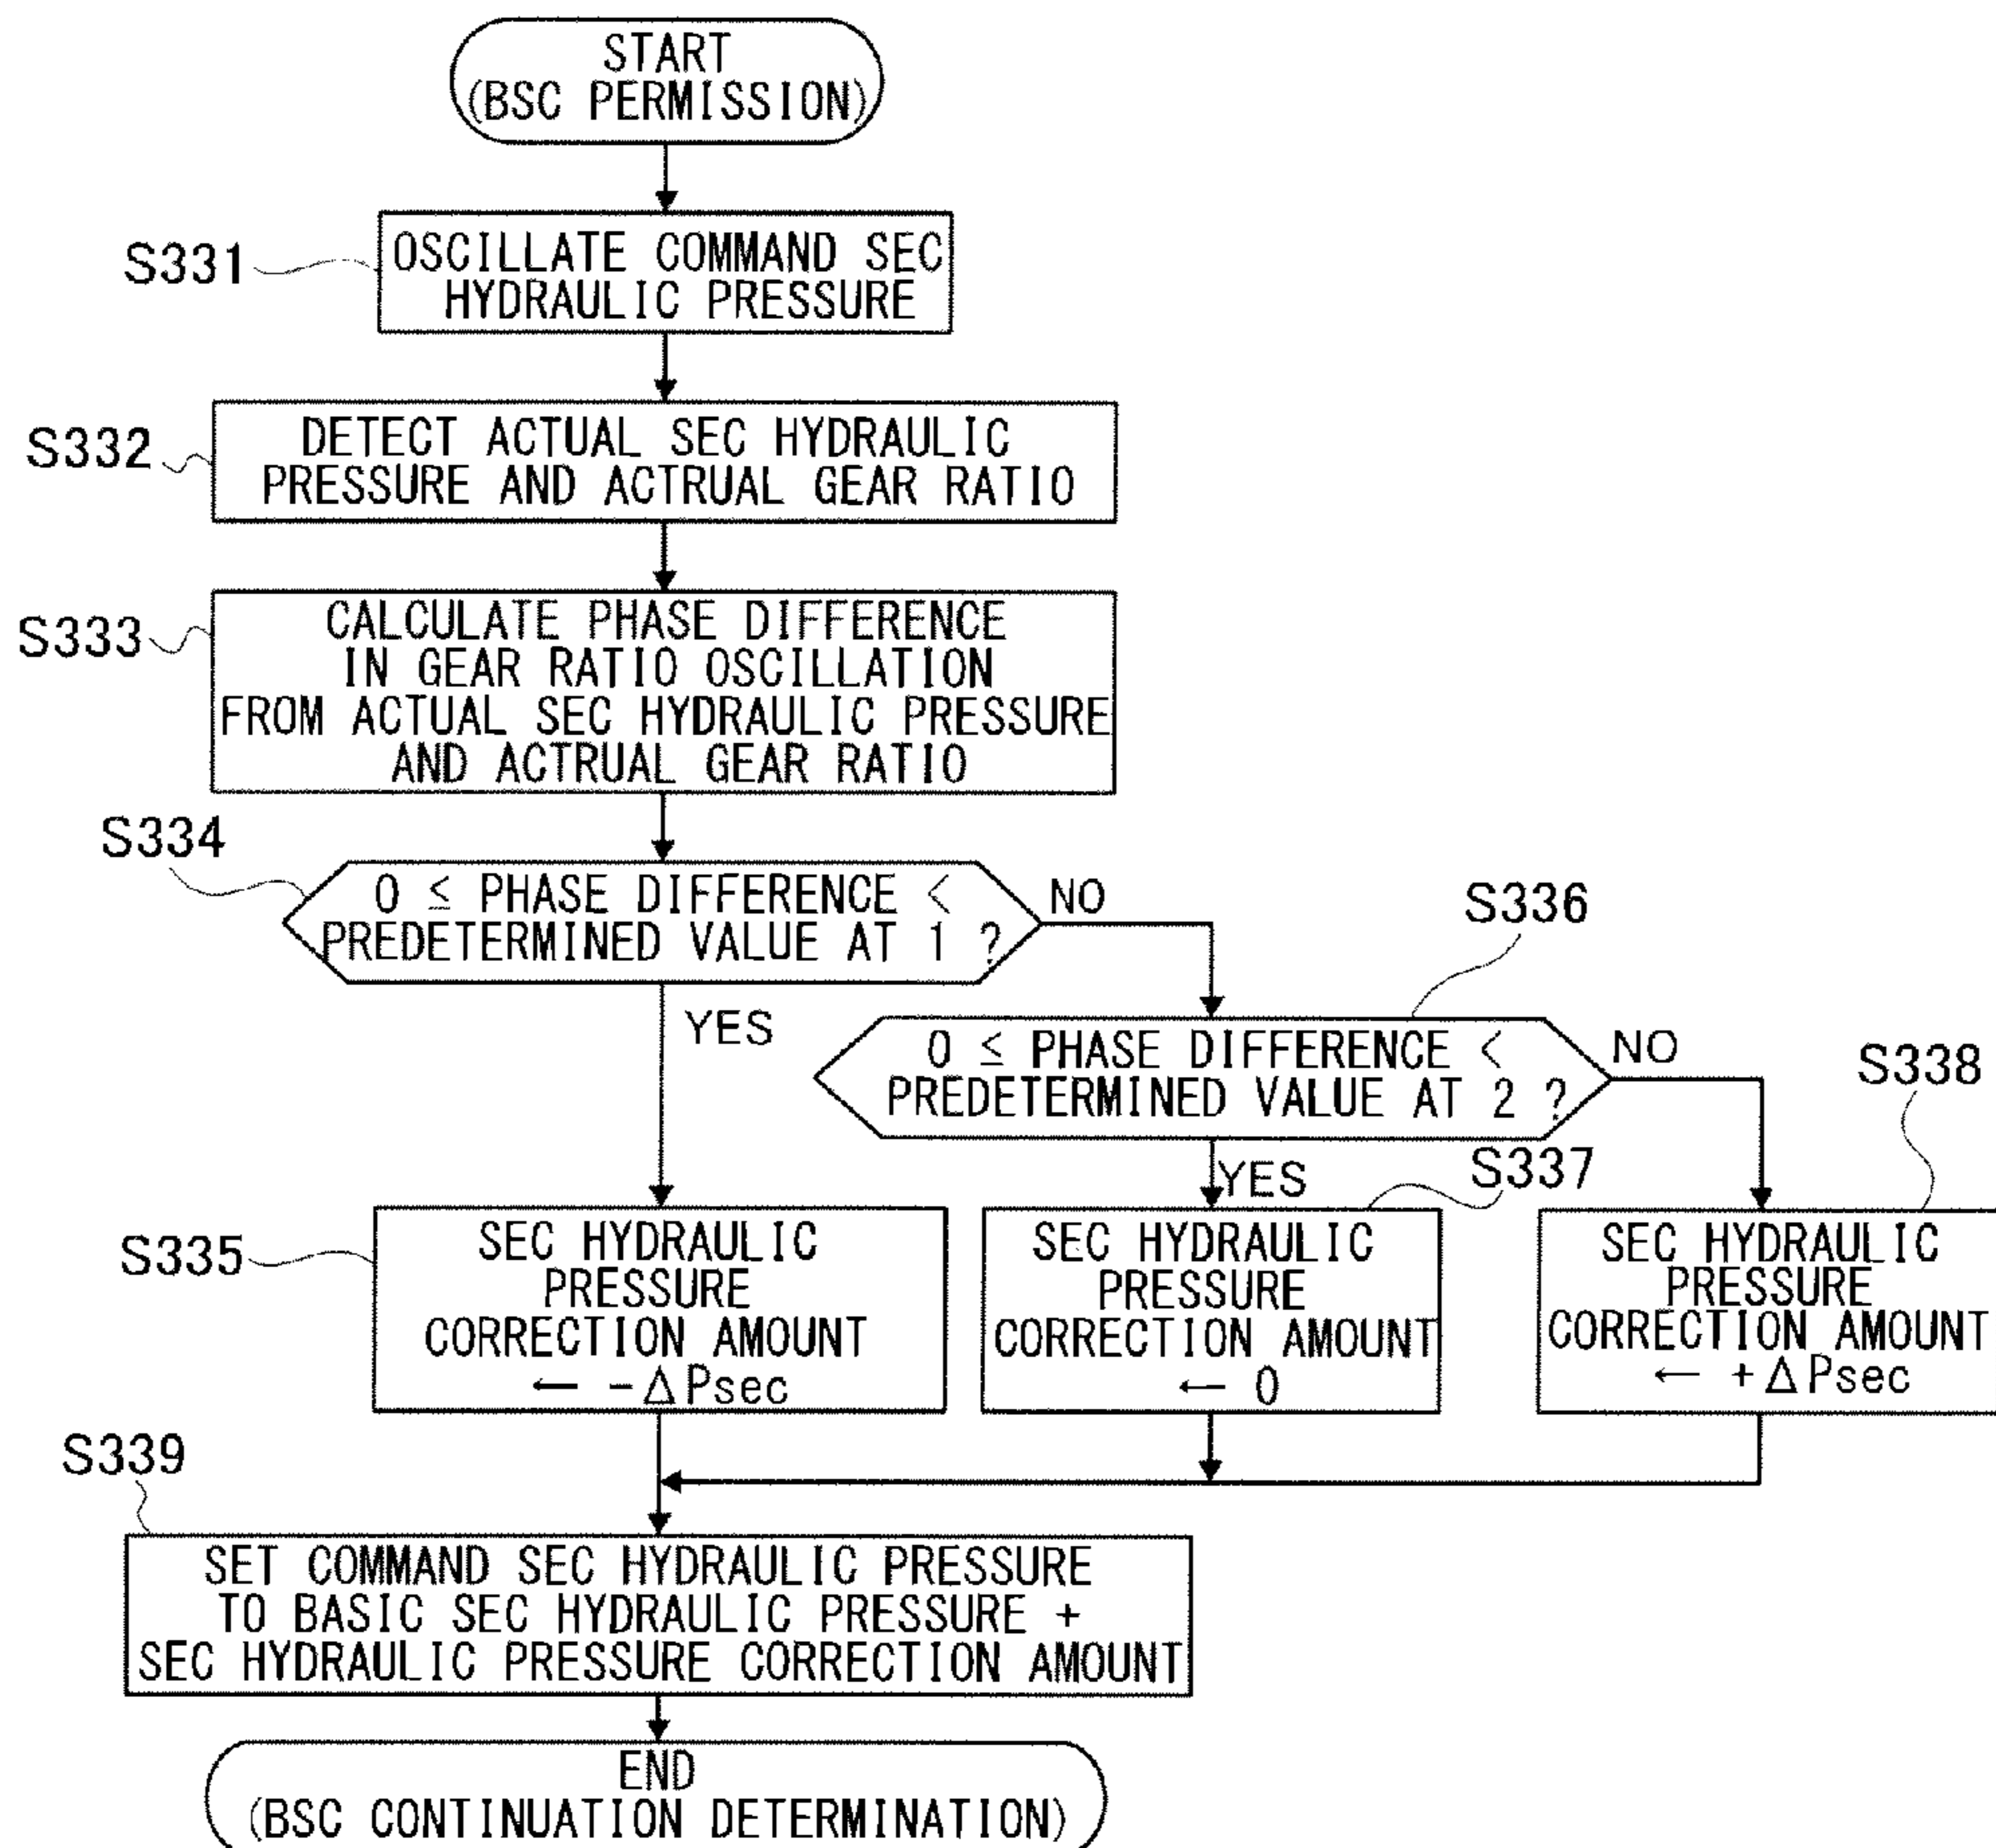 START
(BSC PERMISSION)
S331
OSCILLATE COMMAND SEC
HYDRAULIC PRESSURE
S332
DETECT ACTUAL SEC HYDRAULIC
PRESSURE AND ACTRUAL GEAR RATIO
S333
CALCULATE PHASE DIFFERENCE
IN GEAR RATIO OSCILLATION
FROM ACTUAL SEC HYDRAULIC PRESSURE
AND ACTRUAL GEAR RATIO
S334
0 ≤ PHASE DIFFERENCE <
PREDETERMINED VALUE AT 1 ?
NO
YES
S336
0 ≤ PHASE DIFFERENCE <
PREDETERMINED VALUE AT 2 ?
NO
YES
S335
SEC HYDRAULIC
PRESSURE
CORRECTION AMOUNT
← -ΔPsec
S337
SEC HYDRAULIC
PRESSURE
CORRECTION AMOUNT
← 0
S338
SEC HYDRAULIC
PRESSURE
CORRECTION AMOUNT
← +ΔPsec
S339
SET COMMAND SEC HYDRAULIC PRESSURE
TO BASIC SEC HYDRAULIC PRESSURE +
SEC HYDRAULIC PRESSURE CORRECTION AMOUNT
END
(BSC CONTINUATION DETERMINATION)